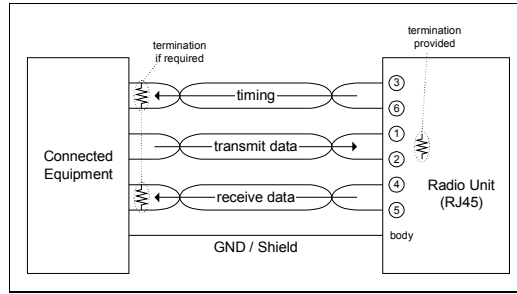 termination
if required
termination
provided
timing
transmit data
receive data
GND / Shield
Connected
Equipment
3
6
1
2
4
5
body
Radio Unit
(RJ45)